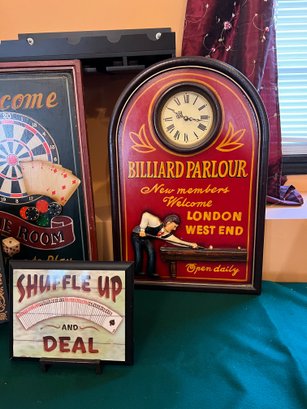 come
E ROOM
BILLIARD PARLOUR
New members
Welcome
LONDON
WEST END
Open daily
SHUFFLE UP
AND
DEAL